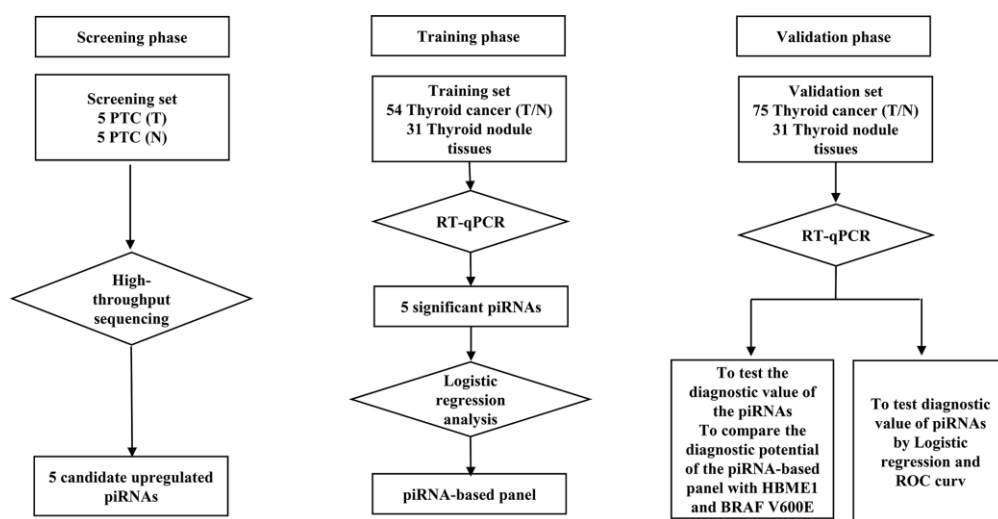 Screening phase
Screening set
5 PTC (T)
5 PTC (N)
High-
throughput
sequencing
5 candidate upregulated
piRNAs
Training phase
Training set
54 Thyroid cancer (T/N)
31 Thyroid nodule
tissues
RT-qPCR
5 significant piRNAs
Logistic
regression
analysis
piRNA-based panel
Validation phase
Validation set
75 Thyroid cancer (T/N)
31 Thyroid nodule
tissues
RT-qPCR
To test the
diagnostic value of
the piRNAs
To compare the
diagnostic potential
of the piRNA-based
panel with HBME1
and BRAF V600E
To test diagnostic
value of piRNAs
by Logistic
regression and
ROC curv